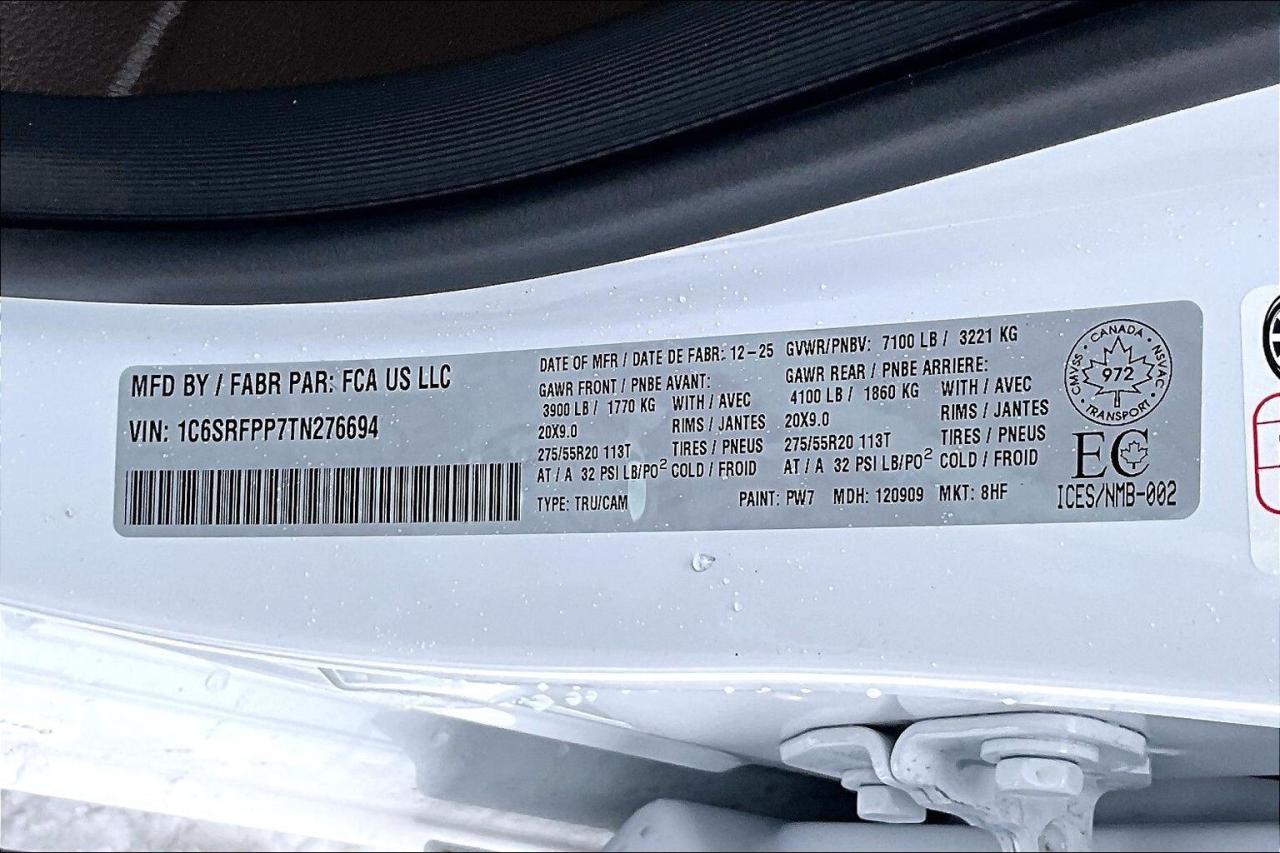 MFD BY / FABR PAR: FCA US LLC
VIN: 1C6SRFPP7TN276694
DATE OF MFR / DATE DE FABR: 12-25
GAWR FRONT / PNBE AVANT:
3900 LB / 1770 KG WITH / AVEC
20X9.0 RIMS / JANTES
275/55R20 113T TIRES / PNEUS
AT / A 32 PSI LB/PO² COLD / FROID
TYPE: TRU/CAM
GVWR/PNBV: 7100 LB / 3221 KG
GAWR REAR / PNBE ARRIERE:
4100 LB / 1860 KG WITH / AVEC
20X9.0 RIMS / JANTES
275/55R20 113T TIRES / PNEUS
AT / A 32 PSI LB/PO² COLD / FROID
PAINT: PW7 MDH: 120909 MKT: 8HF
CANADA
CMVSS
NSVAC
972
TRANSPORT
EC
ICES/NMB-002